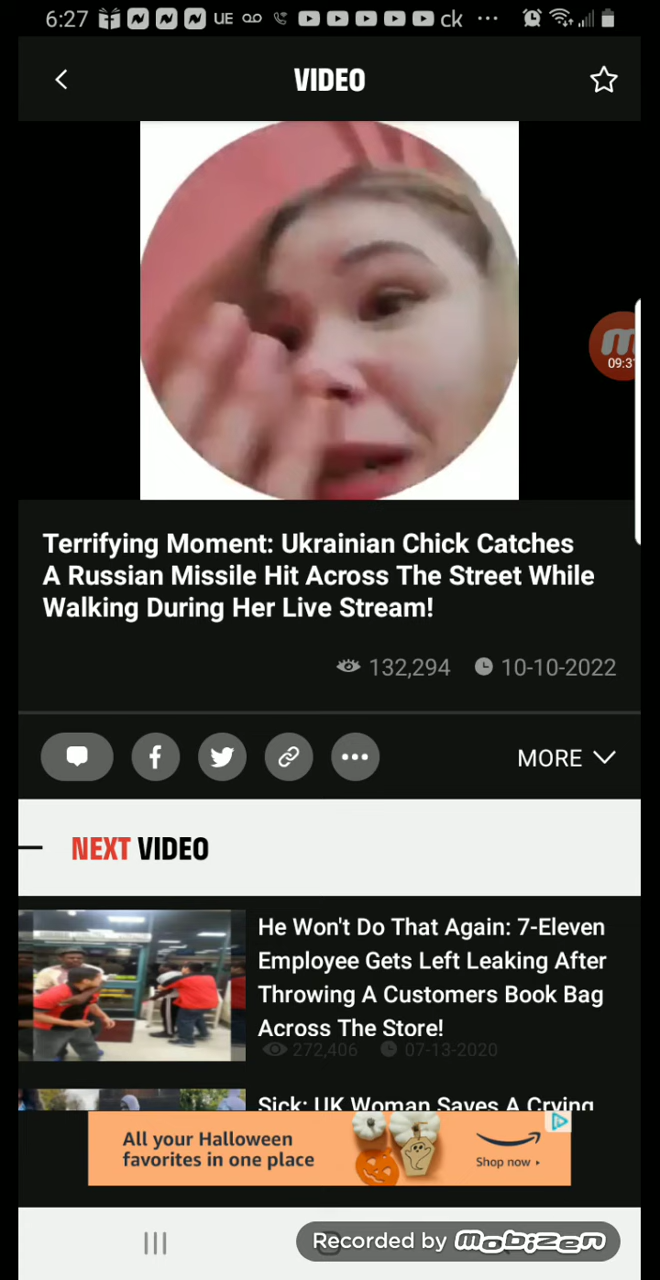 6:27 UE ck ...
VIDEO
09:31
Terrifying Moment: Ukrainian Chick Catches
A Russian Missile Hit Across The Street While
Walking During Her Live Stream!
132,294 10-10-2022
MORE
NEXT VIDEO
He Won't Do That Again: 7-Eleven
Employee Gets Left Leaking After
Throwing A Customers Book Bag
Across The Store!
272,406 07-13-2020
Sick: UK Woman Saves A Crying
All your Halloween
favorites in one place
Shop now
Recorded by mobizen